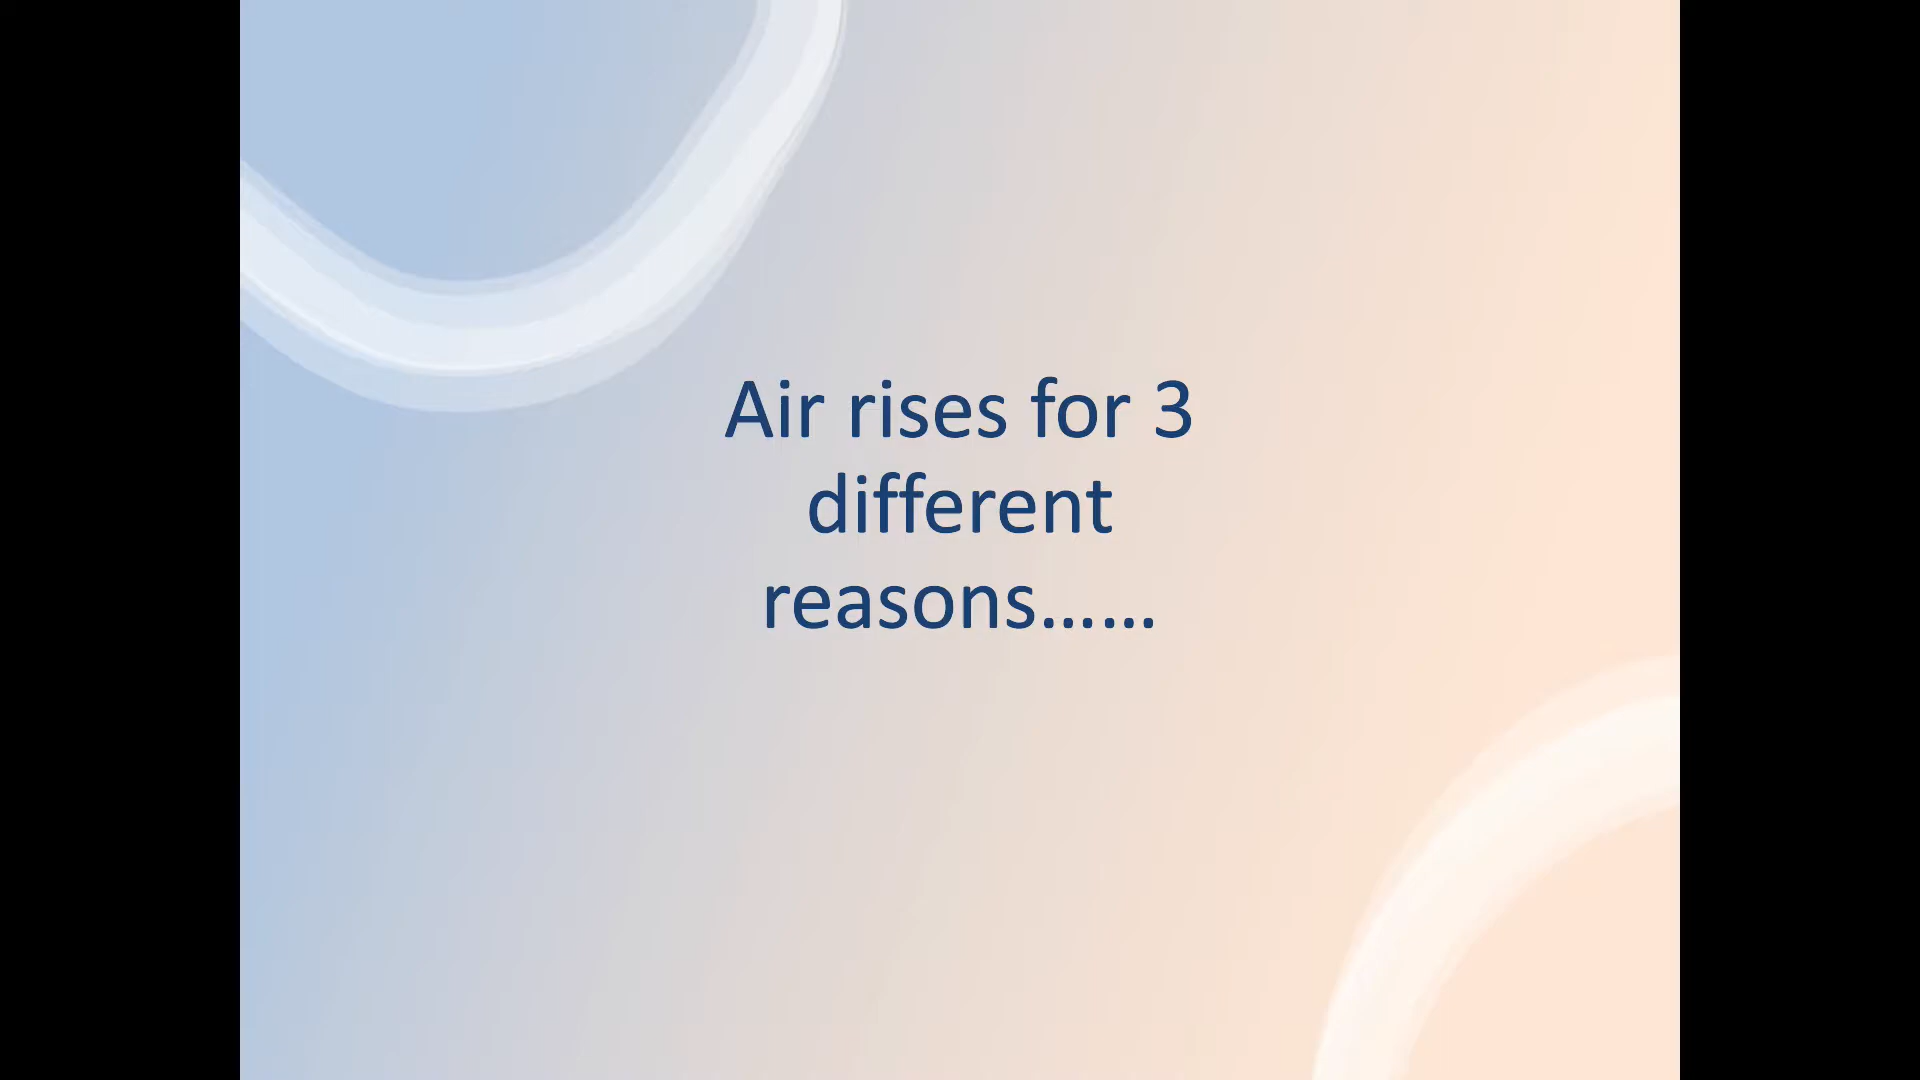 Air rises for 3
different
reasons......